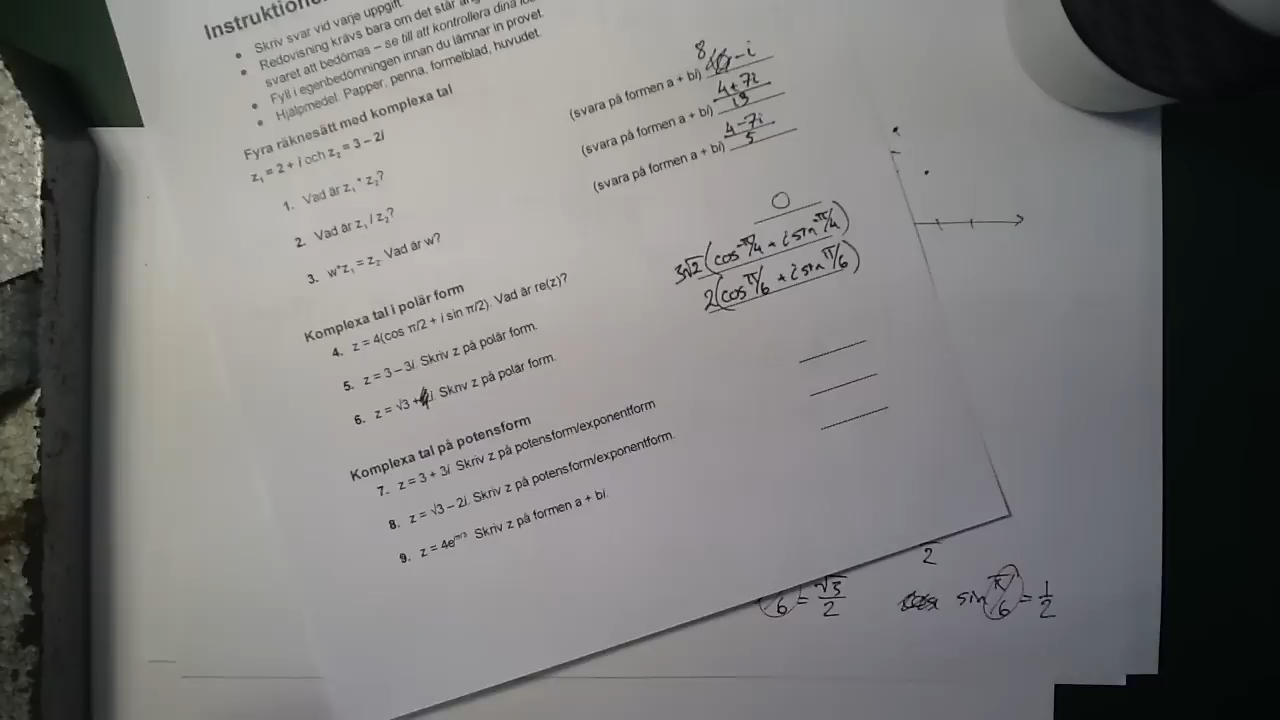 Instruktione
Skriv svar vid varje uppgift.
Redovisning krävs bara om det står
svaret att bedömas – se till att kontrollera dina
Fyll i egenbedömningen innan du lämnar in provet.
Hjälpmedel: Papper, penna, formelblad, huvudet.
Fyra räknesätt med komplexa tal
z₁ = 2 + i och z₂ = 3 – 2i
1. Vad är z₁ * z₂? (svara på formen a + bi) 8 - i
2. Vad är z₁ / z₂? (svara på formen a + bi) 4+7i / 13
3. w*z₁ = z₂. Vad är w? (svara på formen a + bi) 4-7i / 5
Komplexa tal i polär form
4. z = 4(cos π/2 + i sin π/2). Vad är re(z)? 0
5. z = 3 – 3i. Skriv z på polär form. 3√2(cos π/4 + i sin π/4)
6. z = √3 + i. Skriv z på polär form. 2(cos π/6 + i sin π/6)
Komplexa tal på potensform
7. z = 3 + 3i. Skriv z på potensform/exponentform
8. z = √3 – 2i. Skriv z på potensform/exponentform.
9. z = 4e^πi/3. Skriv z på formen a + bi.
2
6 = √3/2 sin π/6 = 1/2